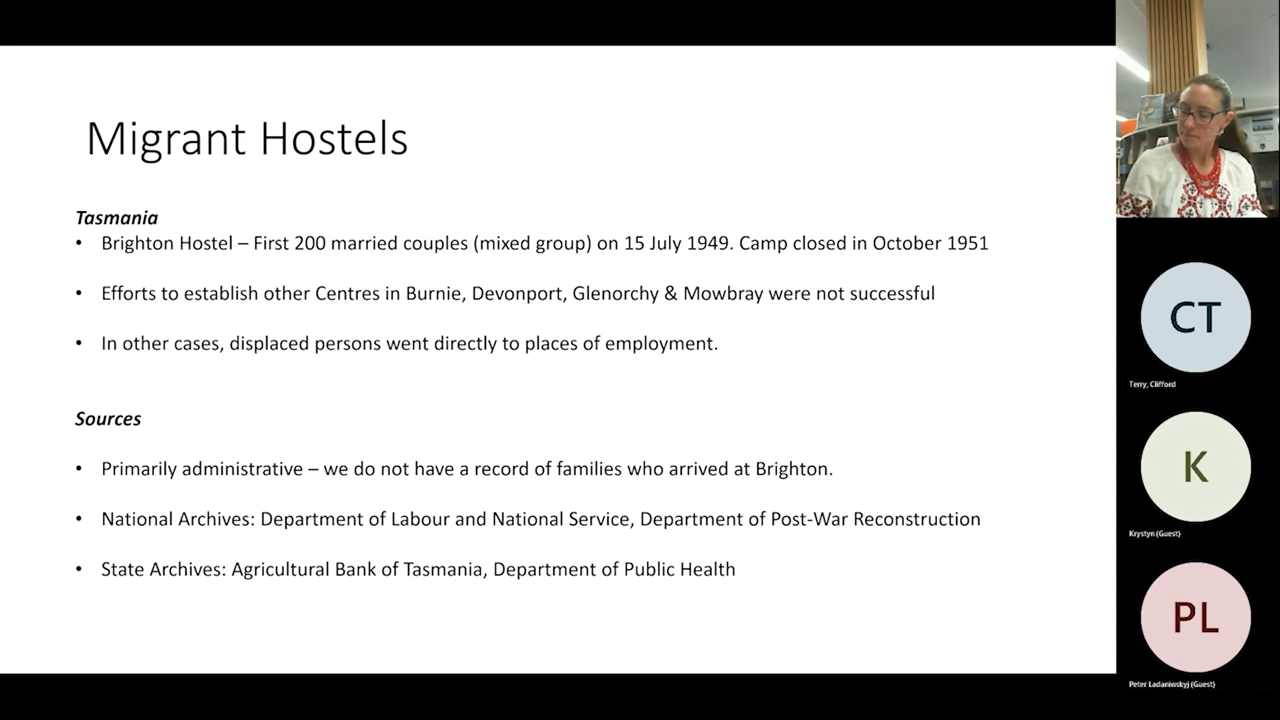 Migrant Hostels
Tasmania
• Brighton Hostel – First 200 married couples (mixed group) on 15 July 1949. Camp closed in October 1951
• Efforts to establish other Centres in Burnie, Devonport, Glenorchy & Mowbray were not successful
• In other cases, displaced persons went directly to places of employment.
Sources
• Primarily administrative – we do not have a record of families who arrived at Brighton.
• National Archives: Department of Labour and National Service, Department of Post-War Reconstruction
• State Archives: Agricultural Bank of Tasmania, Department of Public Health
CT
Terry, Clifford
K
Krystyn (Guest)
PL
Peter Ladaniwskyj (Guest)